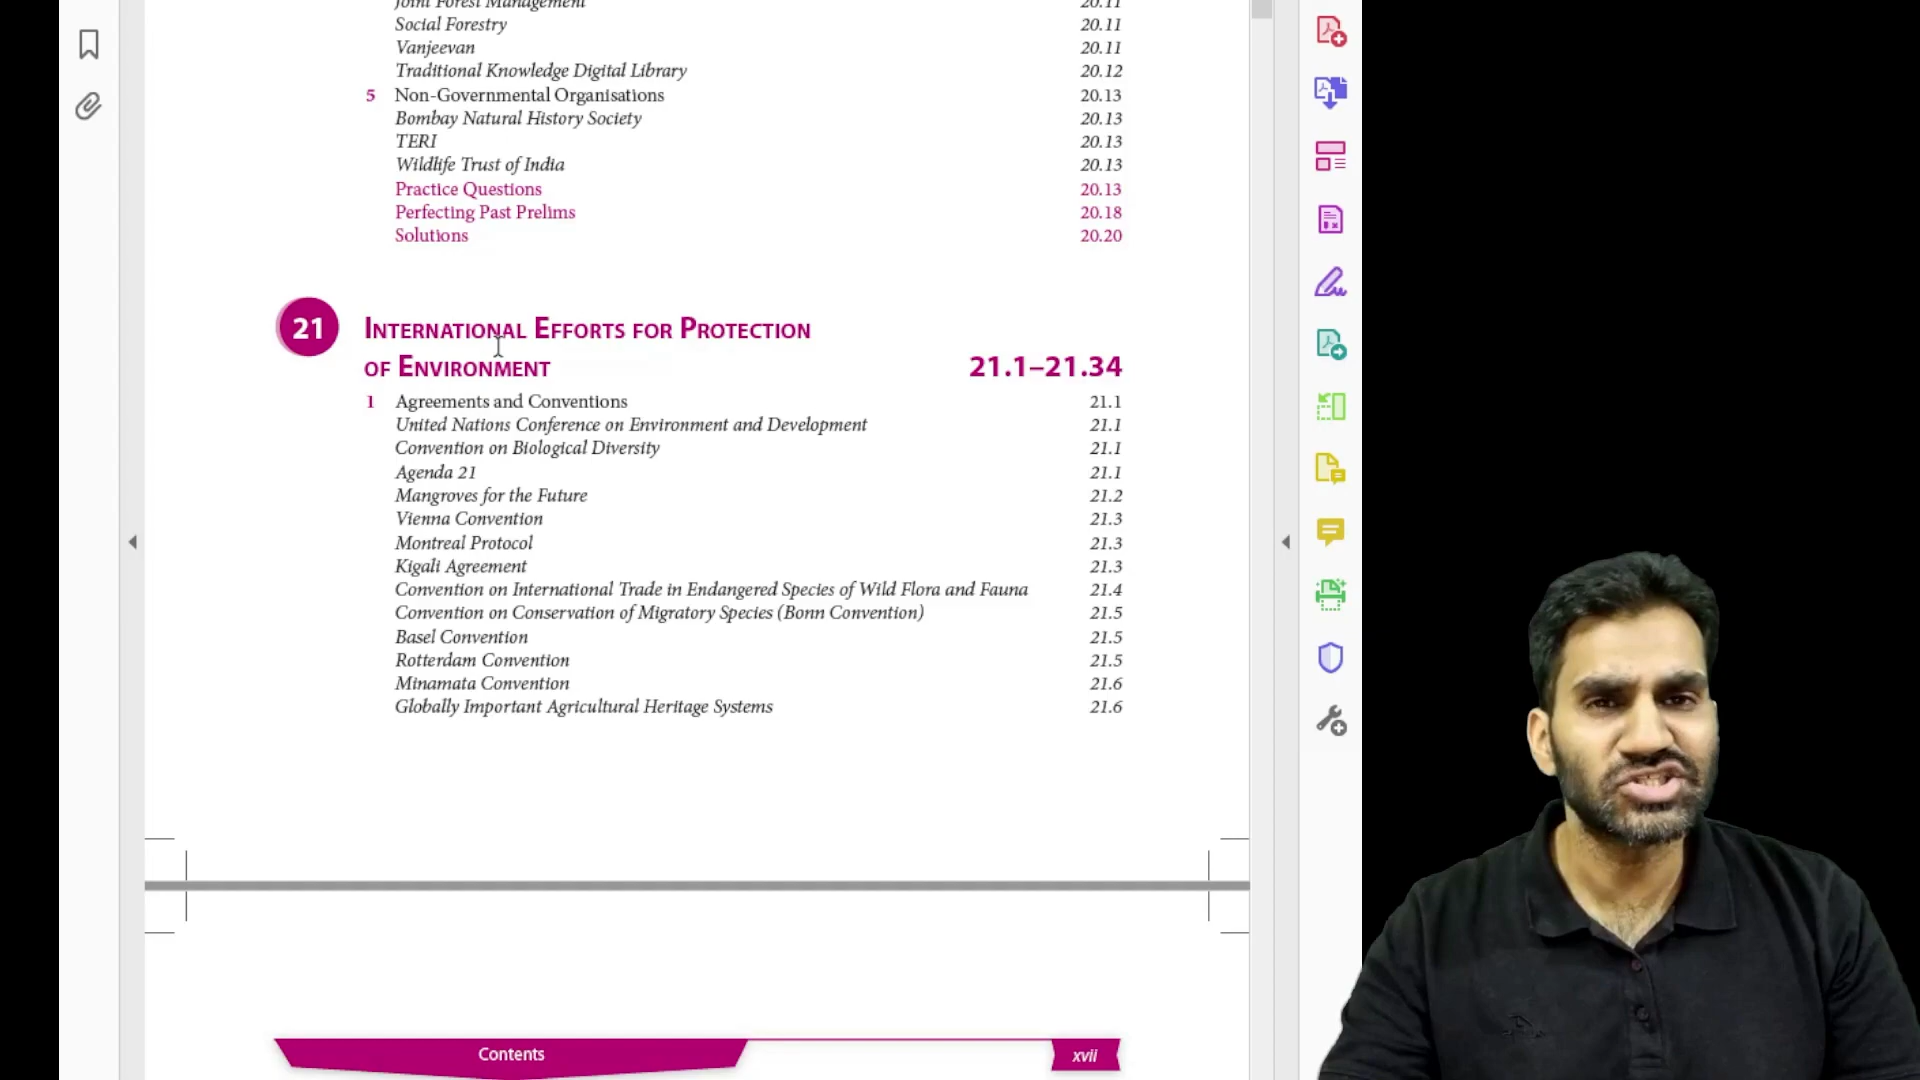 Joint Forest Management 20.11
Social Forestry 20.11
Vanjeevan 20.11
Traditional Knowledge Digital Library 20.12
5 Non-Governmental Organisations 20.13
Bombay Natural History Society 20.13
TERI 20.13
Wildlife Trust of India 20.13
Practice Questions 20.13
Perfecting Past Prelims 20.18
Solutions 20.20
21 INTERNATIONAL EFFORTS FOR PROTECTION
OF ENVIRONMENT 21.1–21.34
1 Agreements and Conventions 21.1
United Nations Conference on Environment and Development 21.1
Convention on Biological Diversity 21.1
Agenda 21 21.1
Mangroves for the Future 21.2
Vienna Convention 21.3
Montreal Protocol 21.3
Kigali Agreement 21.3
Convention on International Trade in Endangered Species of Wild Flora and Fauna 21.4
Convention on Conservation of Migratory Species (Bonn Convention) 21.5
Basel Convention 21.5
Rotterdam Convention 21.5
Minamata Convention 21.6
Globally Important Agricultural Heritage Systems 21.6
Contents xvii